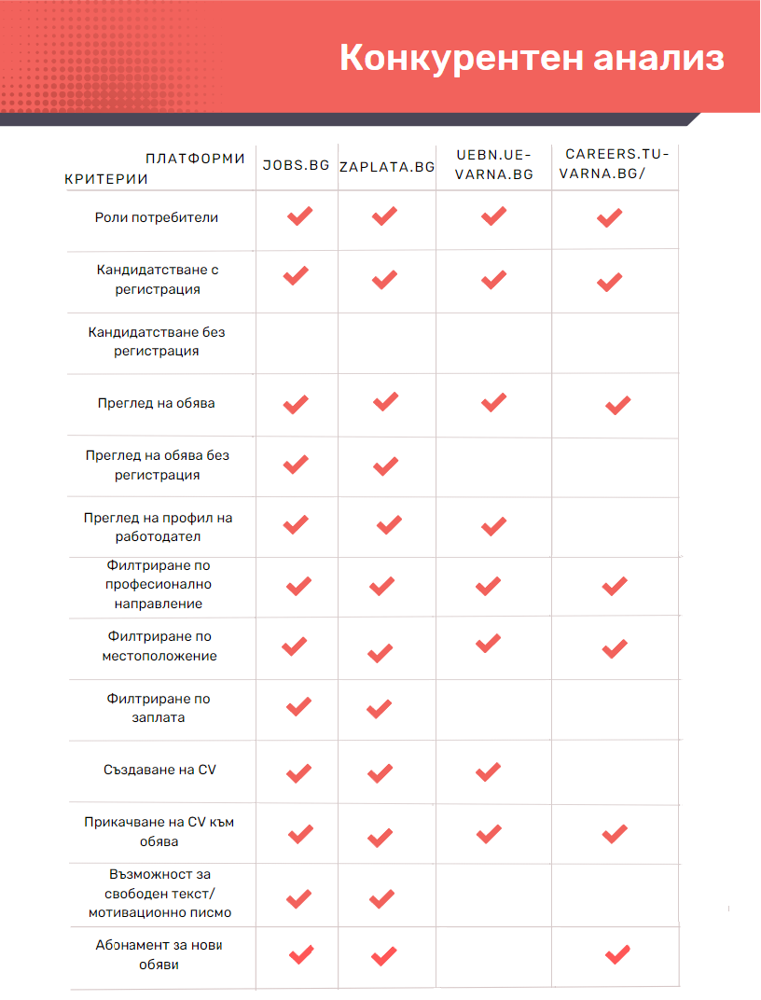 Конкурентен анализ
ПЛАТФОРМИ
КРИТЕРИИ
JOBS.BG
ZAPLATA.BG
UEBN.UE-
VARNA.BG
CAREERS.TU-
VARNA.BG/
Роли потребители
Кандидатстване с
регистрация
Кандидатстване без
регистрация
Преглед на обява
Преглед на обява без
регистрация
Преглед на профил на
работодател
Филтриране по
професионално
направление
Филтриране по
местоположение
Филтриране по
заплата
Създаване на CV
Прикачване на CV към
обява
Възможност за
свободен текст/
мотивационно писмо
Абонамент за нови
обяви